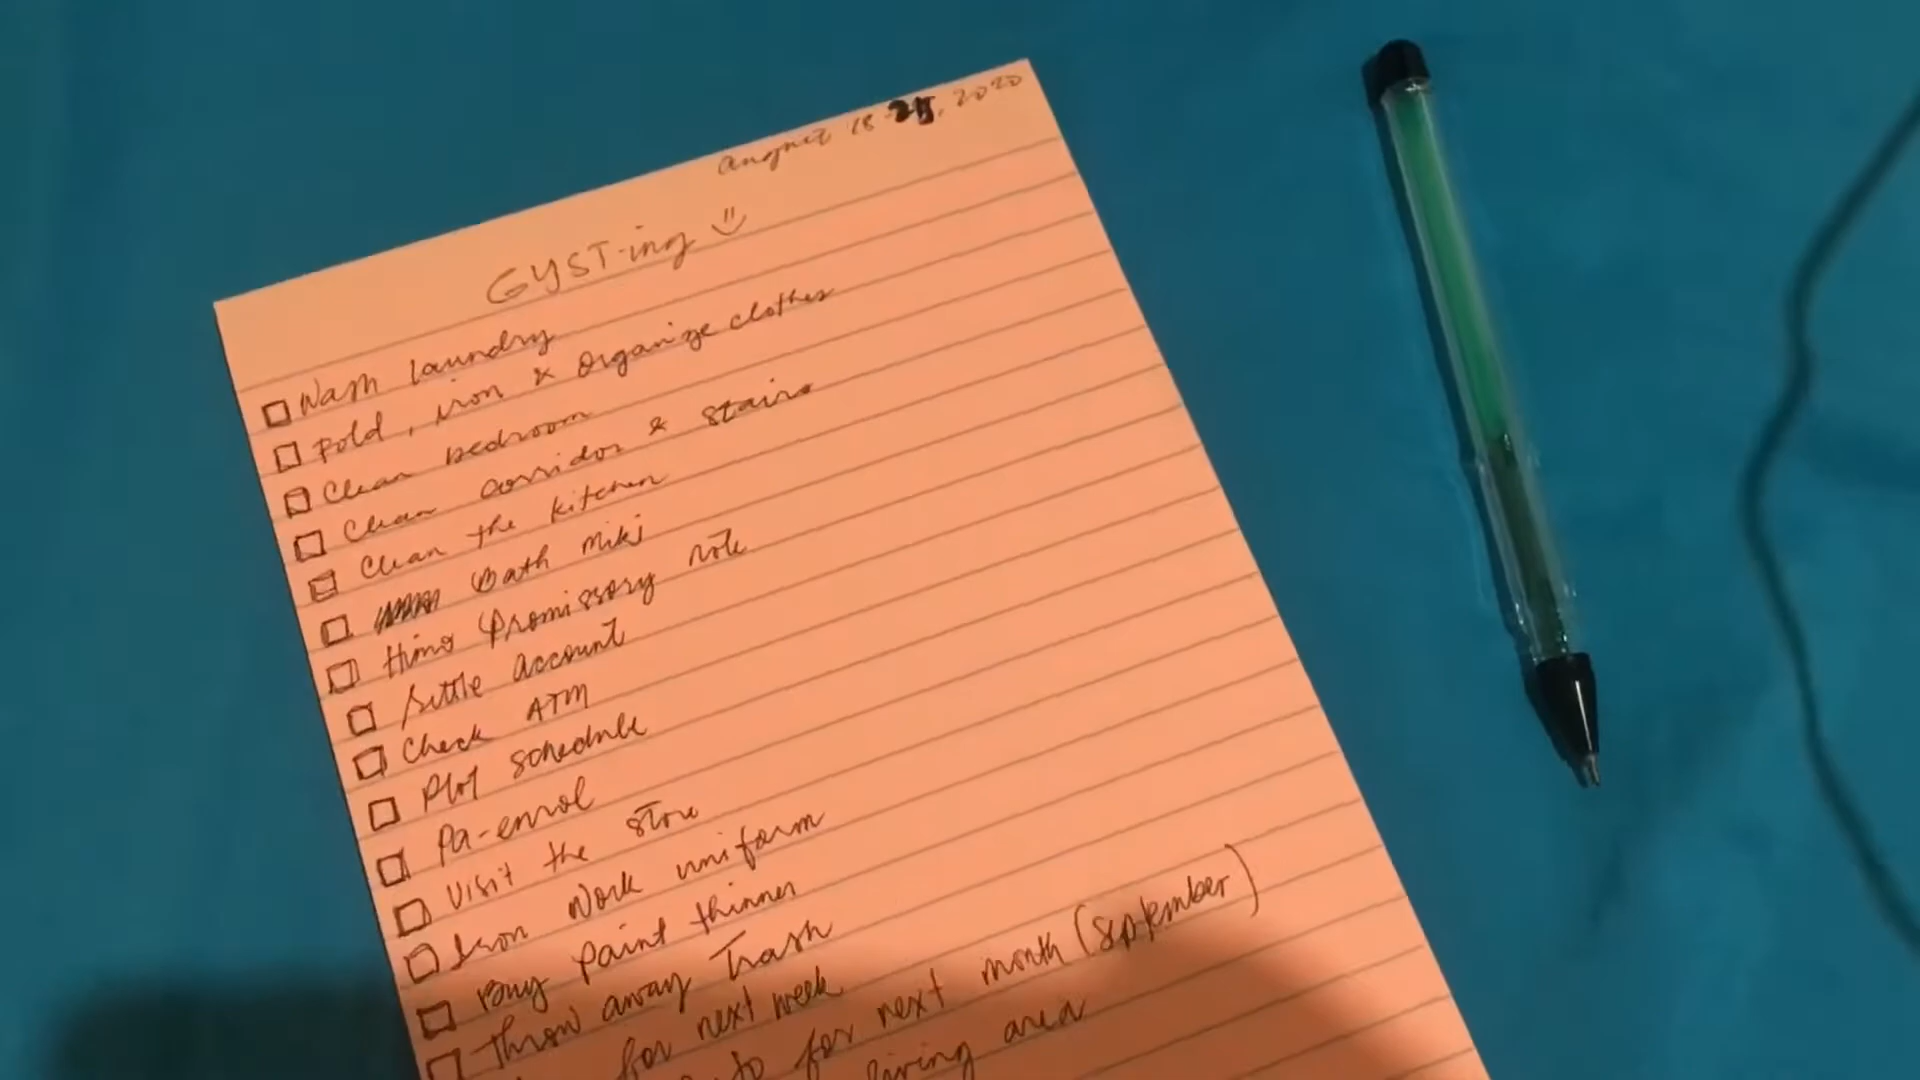 August 18-21, 2020
GYST-ing
Wash laundry
Fold, iron & organize clothes
Clean bedroom
Clean corridor & stairs
Clean the kitchen
Bath miki
Promissory note
Settle account
Check ATM
Plot schedule
Pa-enrol
Visit the store
Iron work uniform
Buy paint thinner
Throw away Trash
for next week
to for next month (September)
living area